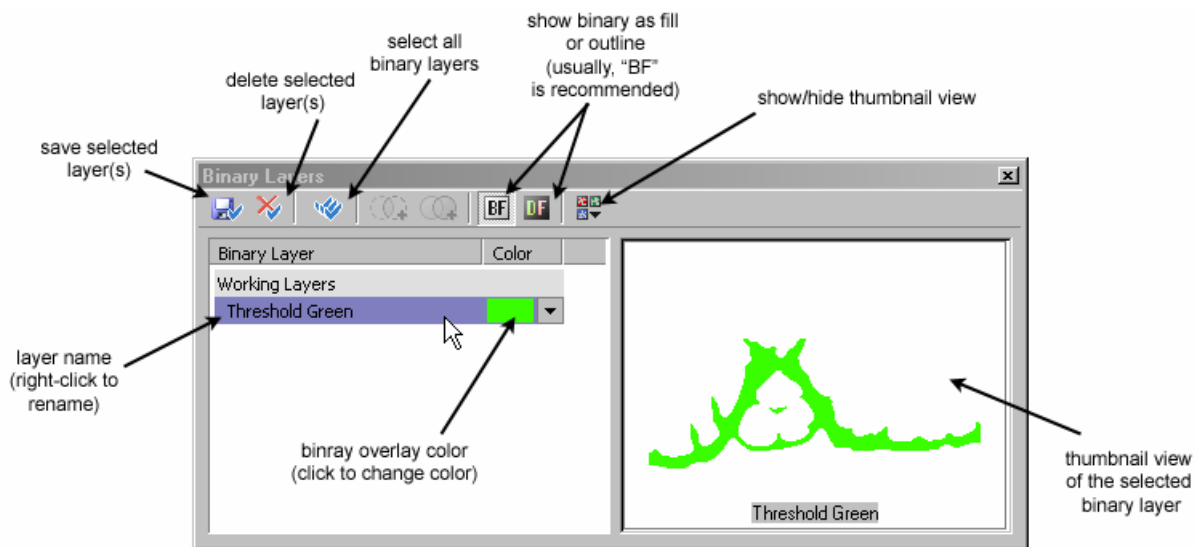 show binary as fill
or outline
(usually, “BF”
is recommended)
select all
binary layers
delete selected
layer(s)
show/hide thumbnail view
save selected
layer(s)
Binary Layers
BF
DF
Binary Layer
Color
Working Layers
Threshold Green
layer name
(right-click to
rename)
binray overlay color
(click to change color)
thumbnail view
of the selected
binary layer
Threshold Green